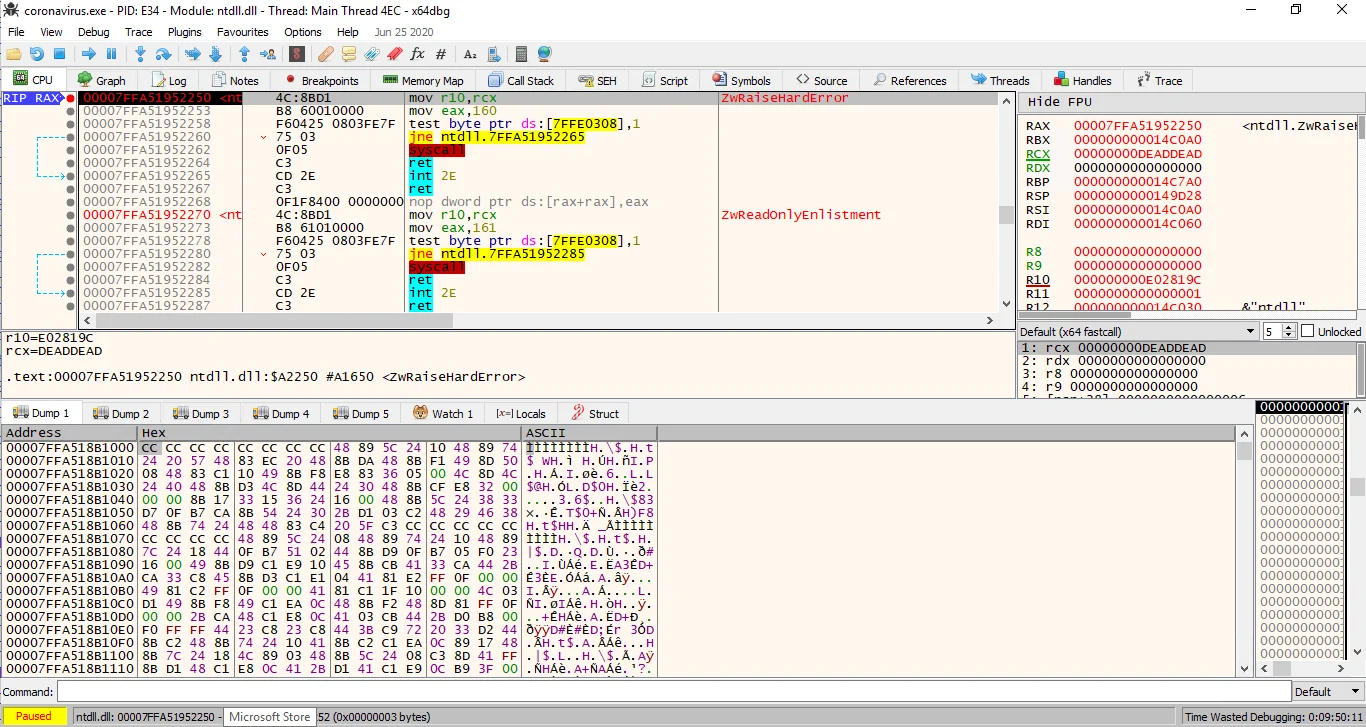 coronavirus.exe - PID: E34 - Module: ntdll.dll - Thread: Main Thread 4EC - x64dbg
File View Debug Trace Plugins Favourites Options Help Jun 25 2020
CPU Graph Log Notes Breakpoints Memory Map Call Stack SEH Script Symbols Source References Threads Handles Trace
RIP RAX 00007FFA51952250 <nt 4C:8BD1 mov r10,rcx ZwRaiseHardError
00007FFA51952253 B8 60010000 mov eax,160
00007FFA51952258 F60425 0803FE7F test byte ptr ds:[7FFE0308],1
00007FFA51952260 75 03 jne ntdll.7FFA51952265
00007FFA51952262 0F05 syscall
00007FFA51952264 C3 ret
00007FFA51952265 CD 2E int 2E
00007FFA51952267 C3 ret
00007FFA51952268 0F1F8400 0000000 nop dword ptr ds:[rax+rax],eax
00007FFA51952270 <nt 4C:8BD1 mov r10,rcx ZwReadOnlyEnlistment
00007FFA51952273 B8 61010000 mov eax,161
00007FFA51952278 F60425 0803FE7F test byte ptr ds:[7FFE0308],1
00007FFA51952280 75 03 jne ntdll.7FFA51952285
00007FFA51952282 0F05 syscall
00007FFA51952284 C3 ret
00007FFA51952285 CD 2E int 2E
00007FFA51952287 C3 ret
Hide FPU
RAX 00007FFA51952250 <ntdll.ZwRaiseH
RBX 000000000014C0A0
RCX 00000000DEADDEAD
RDX 0000000000000000
RBP 000000000014C7A0
RSP 0000000000149D28
RSI 000000000014C0A0
RDI 000000000014C060
R8 0000000000000000
R9 0000000000000000
R10 000000000E02819C
R11 0000000000000001
R12 000000000014C030 &"ntdll"
Default (x64 fastcall) 5 Unlocked
1: rcx 00000000DEADDEAD
2: rdx 0000000000000000
3: r8 0000000000000000
4: r9 0000000000000000
r10=E02819C
rcx=DEADDEAD
.text:00007FFA51952250 ntdll.dll:$A2250 #A1650 <ZwRaiseHardError>
Dump 1 Dump 2 Dump 3 Dump 4 Dump 5 Watch 1 [x=] Locals Struct
Address Hex ASCII
00007FFA518B1000 CC CC CC CC CC CC CC CC 48 89 5C 24 10 48 89 74 ÌÌÌÌÌÌÌÌH.\$.H.t
00007FFA518B1010 24 20 57 48 83 EC 20 48 8B DA 48 8B F1 49 8D 50 $ WH.ì H.ÚH.ñI.P
00007FFA518B1020 08 48 83 C1 10 49 8B F8 E8 83 36 05 00 4C 8D 4C .H.Á.I.øè.6..L.L
00007FFA518B1030 24 40 48 8B D3 4C 8D 44 24 30 48 8B CF E8 32 00 $@H.ÓL.D$0H.Ïè2.
00007FFA518B1040 00 00 8B 17 33 15 36 24 16 00 48 8B 5C 24 38 33 ....3.6$..H.\$83
00007FFA518B1050 D7 0F B7 CA 8B 54 24 30 2B D1 03 C2 48 29 46 38 ×.·Ê.T$0+Ñ.ÂH)F8
00007FFA518B1060 48 8B 74 24 48 48 83 C4 20 5F C3 CC CC CC CC CC H.t$HH.Ä _ÃÌÌÌÌÌ
00007FFA518B1070 CC CC CC CC 48 89 5C 24 08 48 89 74 24 10 48 89 ÌÌÌÌH.\$.H.t$.H.
00007FFA518B1080 7C 24 18 44 0F B7 51 02 44 8B D9 0F B7 05 F0 23 |$.D.·Q.D.Ù.·.ð#
00007FFA518B1090 16 00 49 8B D9 C1 E9 10 45 8B CB 41 33 CA 44 2B ..I.ÙÁé.E.ËA3ÊD+
00007FFA518B10A0 CA 33 C8 45 8B D3 C1 E1 04 41 81 E2 FF 0F 00 00 Ê3ÈE.ÓÁá.A.âÿ...
00007FFA518B10B0 49 81 C2 FF 0F 00 00 41 81 C1 1F 10 00 00 4C 03 I.Âÿ...A.Á....L.
00007FFA518B10C0 D1 49 8B F8 49 C1 EA 0C 48 8B F2 48 8D 81 FF 0F ÑI.øIÁê.H.òH..ÿ.
00007FFA518B10D0 00 00 2B CA 48 C1 E8 0C 41 03 CB 44 2B D0 B8 00 ..+ÊHÁè.A.ËD+Ð¸.
00007FFA518B10E0 F0 FF FF 44 23 C8 23 C8 44 3B C9 72 20 33 D2 44 ðÿÿD#È#ÈD;Ér 3ÒD
00007FFA518B10F0 8B C2 48 8B 74 24 10 41 8B C2 C1 EA 0C 89 17 48 .ÂH.t$.A.ÂÁê...H
00007FFA518B1100 8B 7C 24 18 4C 89 03 48 8B 5C 24 08 C3 8D 41 FF .|$.L..H.\$.Ã.Aÿ
00007FFA518B1110 8B D1 48 C1 E8 0C 41 2B D1 41 C1 E9 0C B9 3F 00 .ÑHÁè.A+ÑAÁé.¹?.
Command: Default
Paused ntdll.dll: 00007FFA51952250 - Microsoft Store 52 (0x00000003 bytes) Time Wasted Debugging: 0:09:50:11